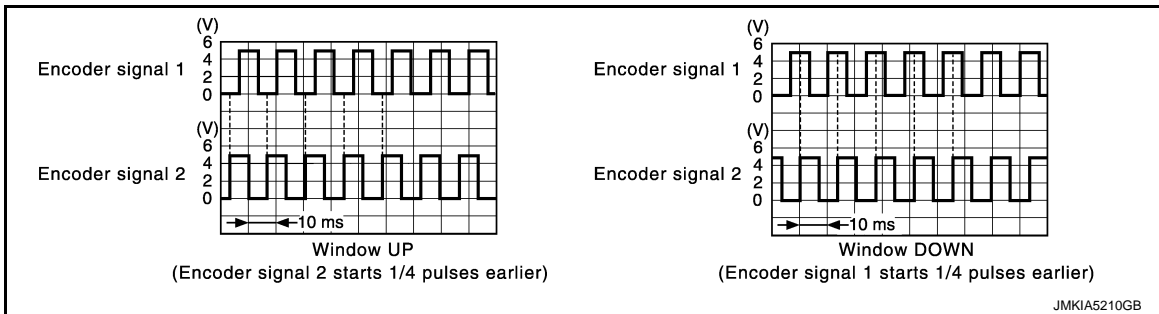 (V)
6
Encoder signal 1
4
2
0
(V)
6
Encoder signal 2
4
2
0
10 ms
Window UP
(Encoder signal 2 starts 1/4 pulses earlier)
(V)
6
Encoder signal 1
4
2
0
(V)
6
Encoder signal 2
4
2
0
10 ms
Window DOWN
(Encoder signal 1 starts 1/4 pulses earlier)
JMKIA5210GB